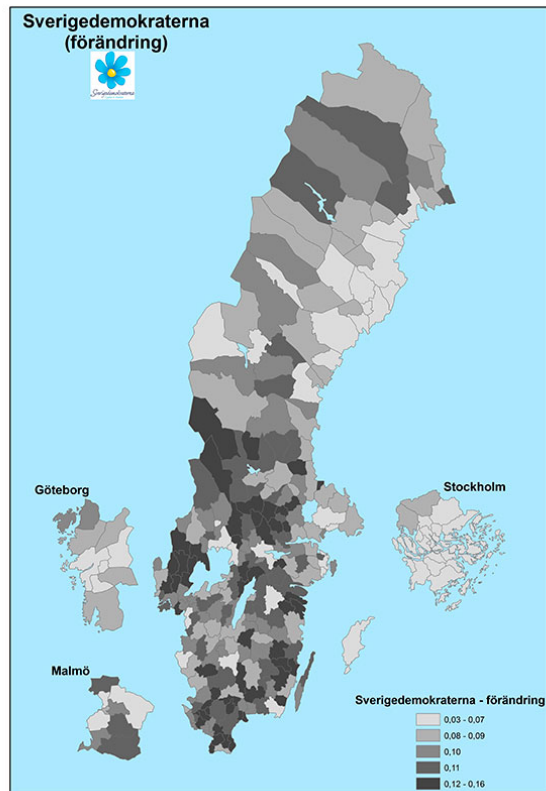 Sverigedemokraterna
(förändring)
Sverigedemokraterna
Göteborg
Stockholm
Malmö
Sverigedemokraterna - förändring
0,03 - 0,07
0,08 - 0,09
0,10
0,11
0,12 - 0,16